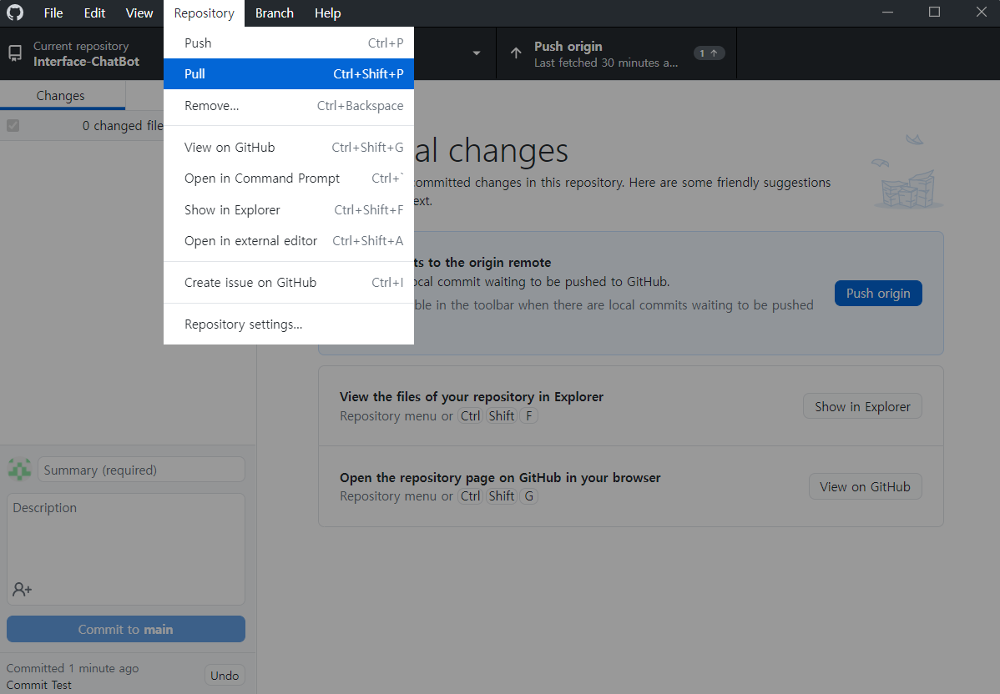 File Edit View Repository Branch Help
Current repository
Interface-ChatBot
Push origin
Last fetched 30 minutes a...
1
Push Ctrl+P
Pull Ctrl+Shift+P
Remove... Ctrl+Backspace
View on GitHub Ctrl+Shift+G
Open in Command Prompt Ctrl+`
Show in Explorer Ctrl+Shift+F
Open in external editor Ctrl+Shift+A
Create issue on GitHub Ctrl+I
Repository settings...
Changes
0 changed file
al changes
committed changes in this repository. Here are some friendly suggestions
ext.
ts to the origin remote
ocal commit waiting to be pushed to GitHub.
ble in the toolbar when there are local commits waiting to be pushed
Push origin
View the files of your repository in Explorer
Repository menu or Ctrl Shift F
Show in Explorer
Open the repository page on GitHub in your browser
Repository menu or Ctrl Shift G
View on GitHub
Summary (required)
Description
Commit to main
Committed 1 minute ago
Commit Test
Undo